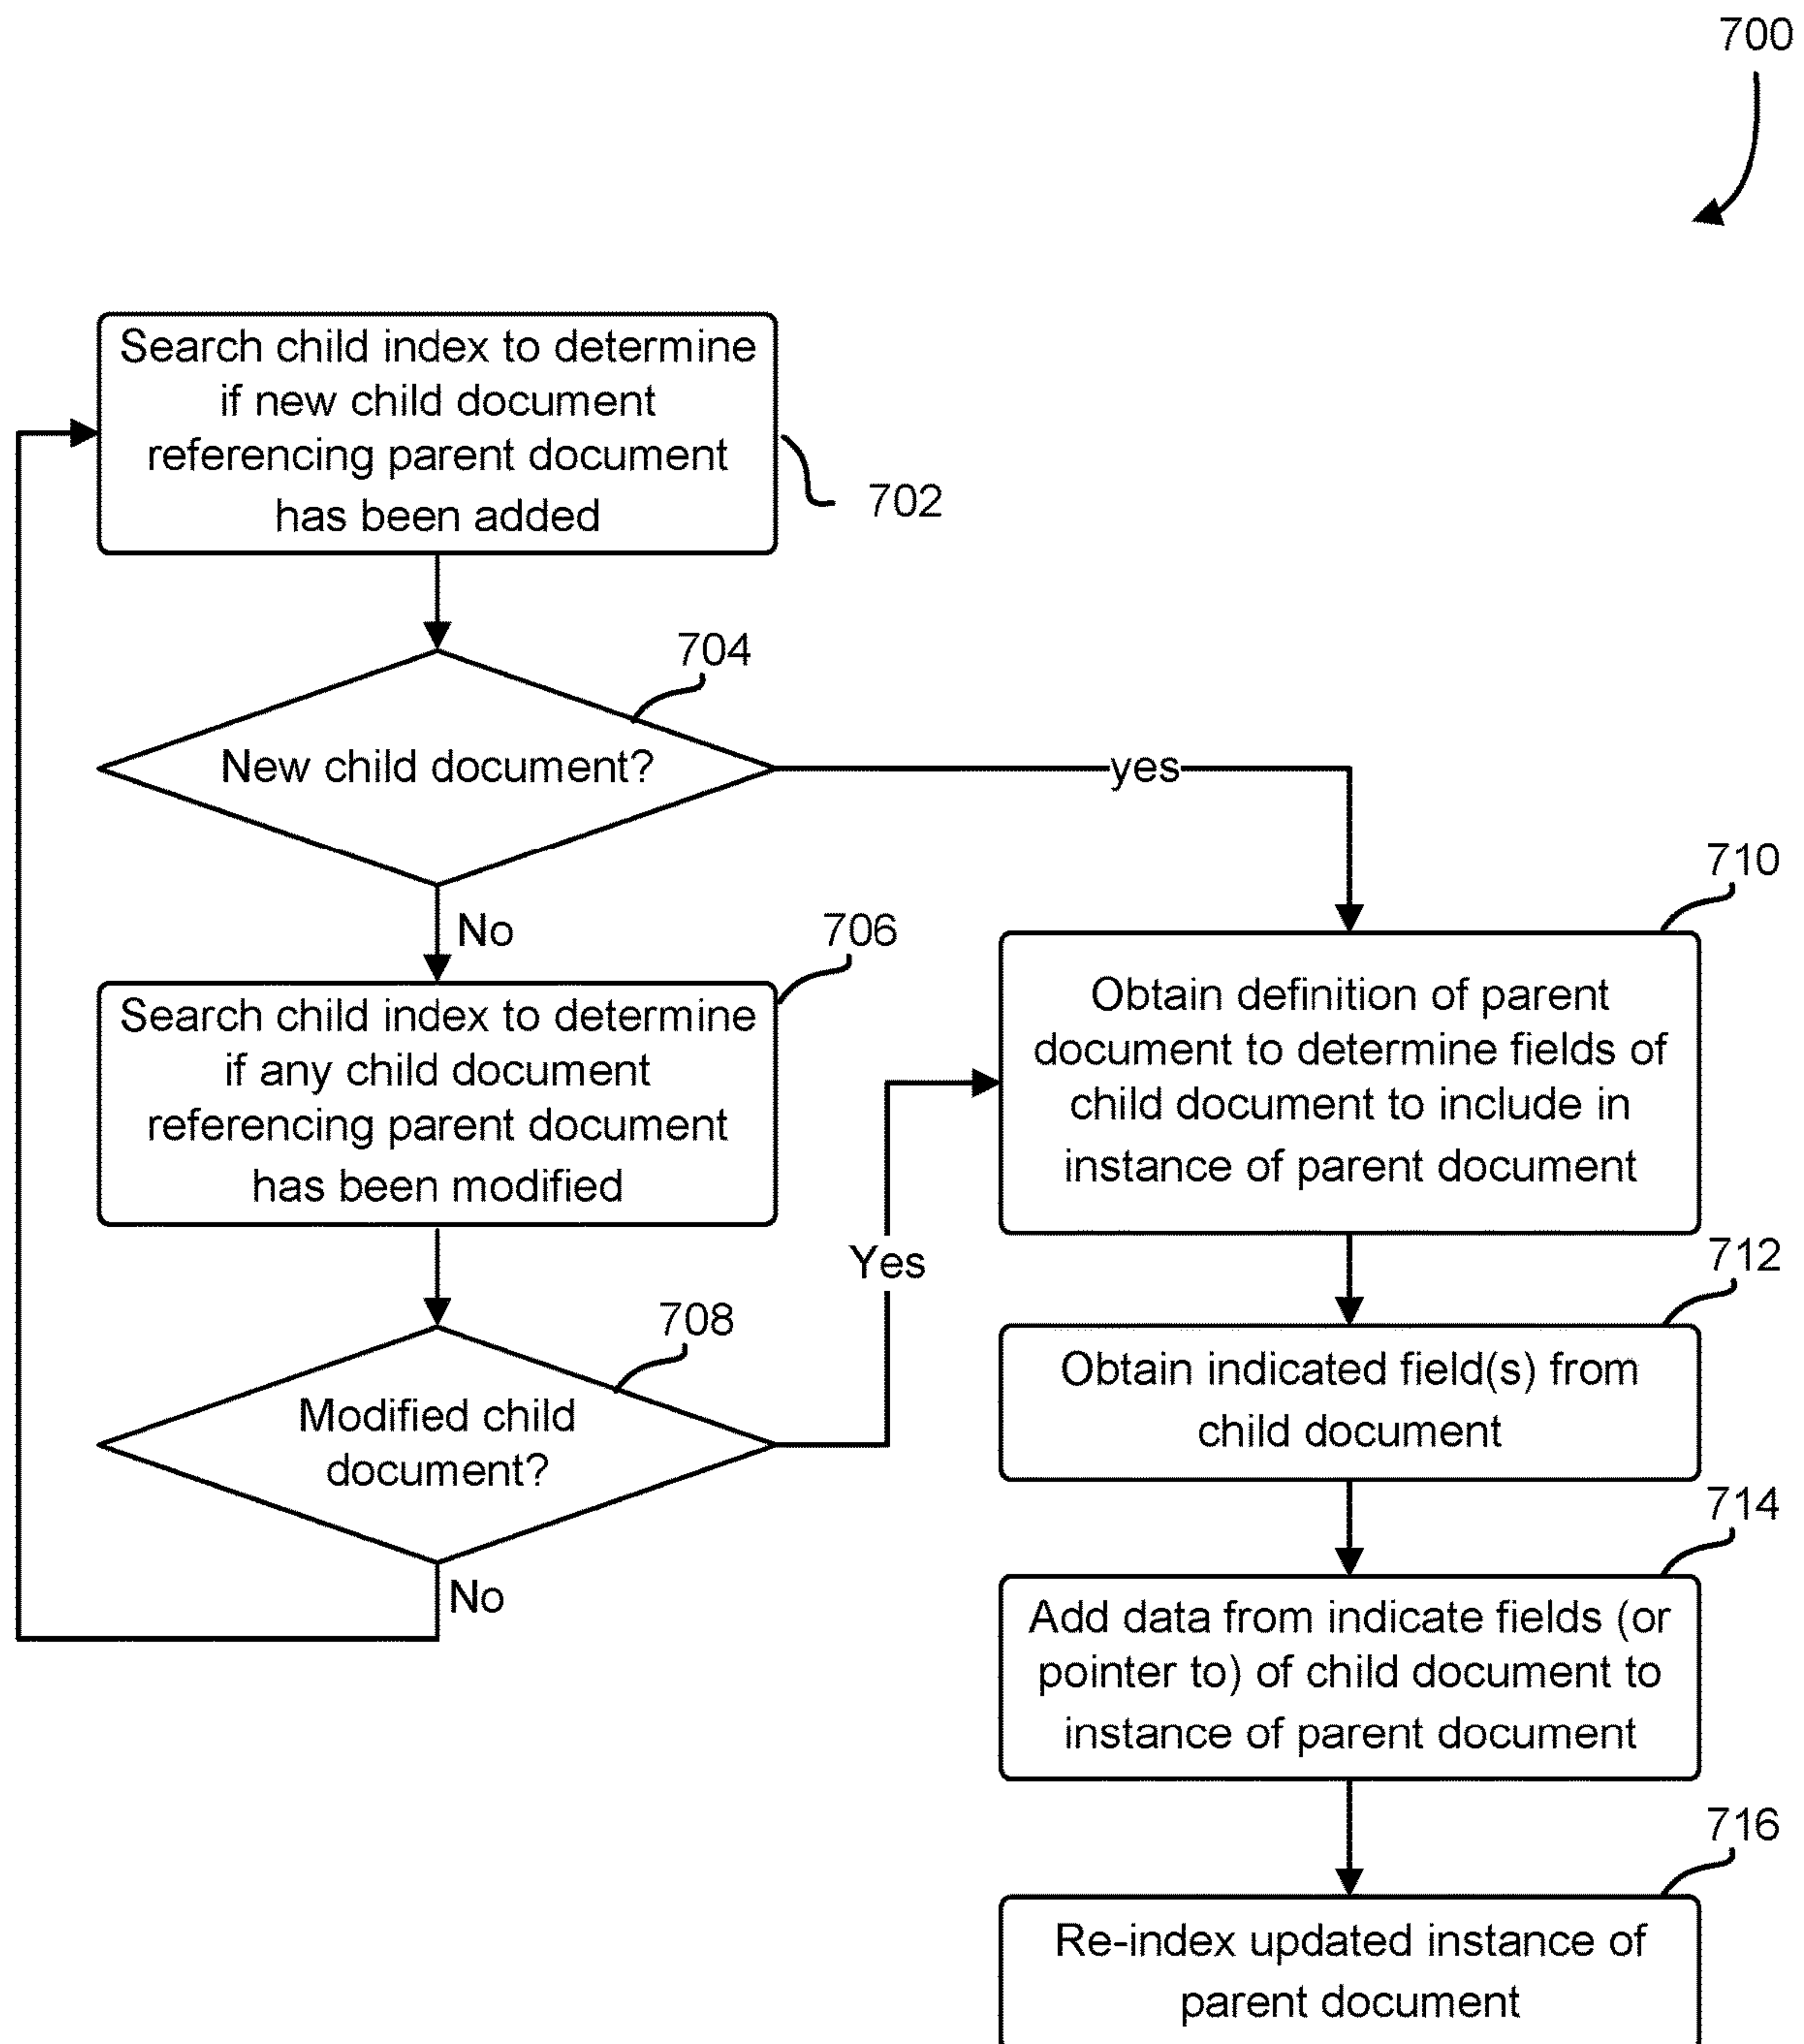 700
Search child index to determine
if new child document
referencing parent document
has been added
702
704
New child document?
yes
No
706
Search child index to determine
if any child document
referencing parent document
has been modified
708
Modified child
document?
Yes
No
710
Obtain definition of parent
document to determine fields of
child document to include in
instance of parent document
712
Obtain indicated field(s) from
child document
714
Add data from indicate fields (or
pointer to) of child document to
instance of parent document
716
Re-index updated instance of
parent document